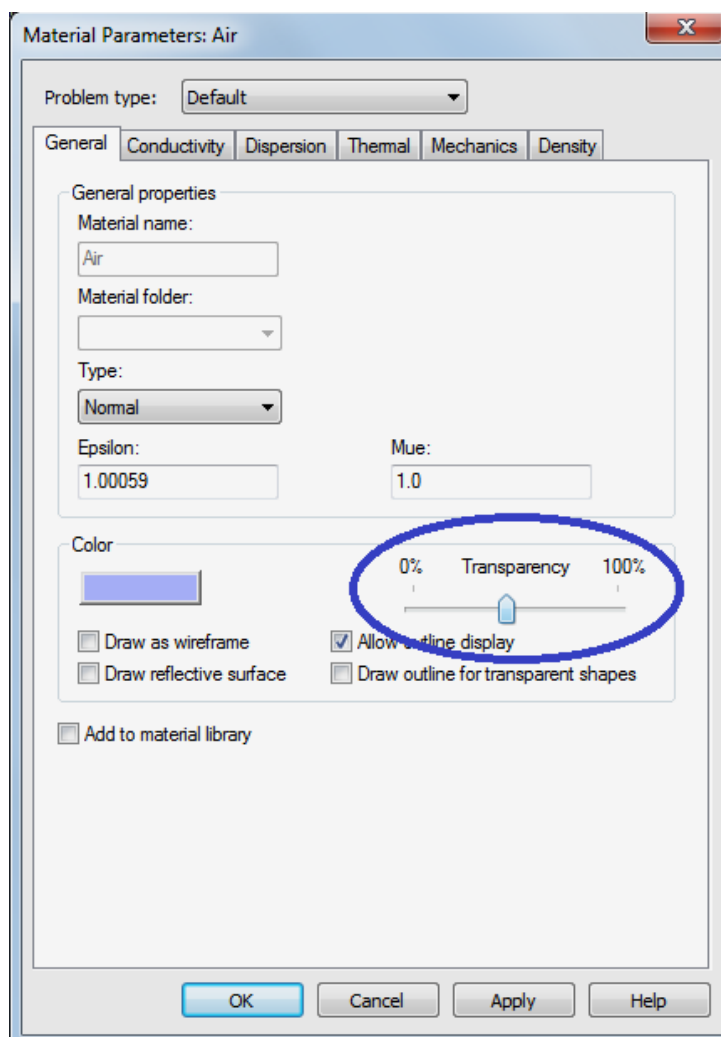 Material Parameters: Air
Problem type: Default
General Conductivity Dispersion Thermal Mechanics Density
General properties
Material name:
Air
Material folder:
Type:
Normal
Epsilon: Mue:
1.00059 1.0
Color
0% Transparency 100%
Draw as wireframe Allow outline display
Draw reflective surface Draw outline for transparent shapes
Add to material library
OK Cancel Apply Help